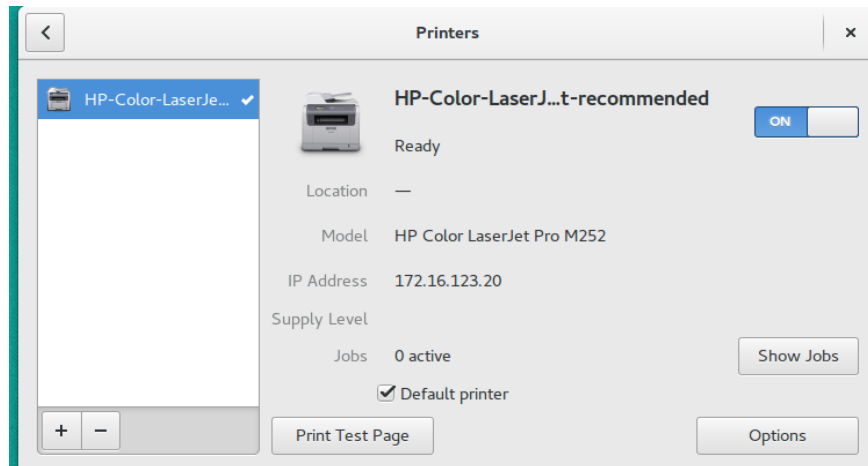 Printers
HP-Color-LaserJe...
HP-Color-LaserJ...t-recommended
ON
Ready
Location —
Model HP Color LaserJet Pro M252
IP Address 172.16.123.20
Supply Level
Jobs 0 active
Show Jobs
Default printer
+ −
Print Test Page
Options